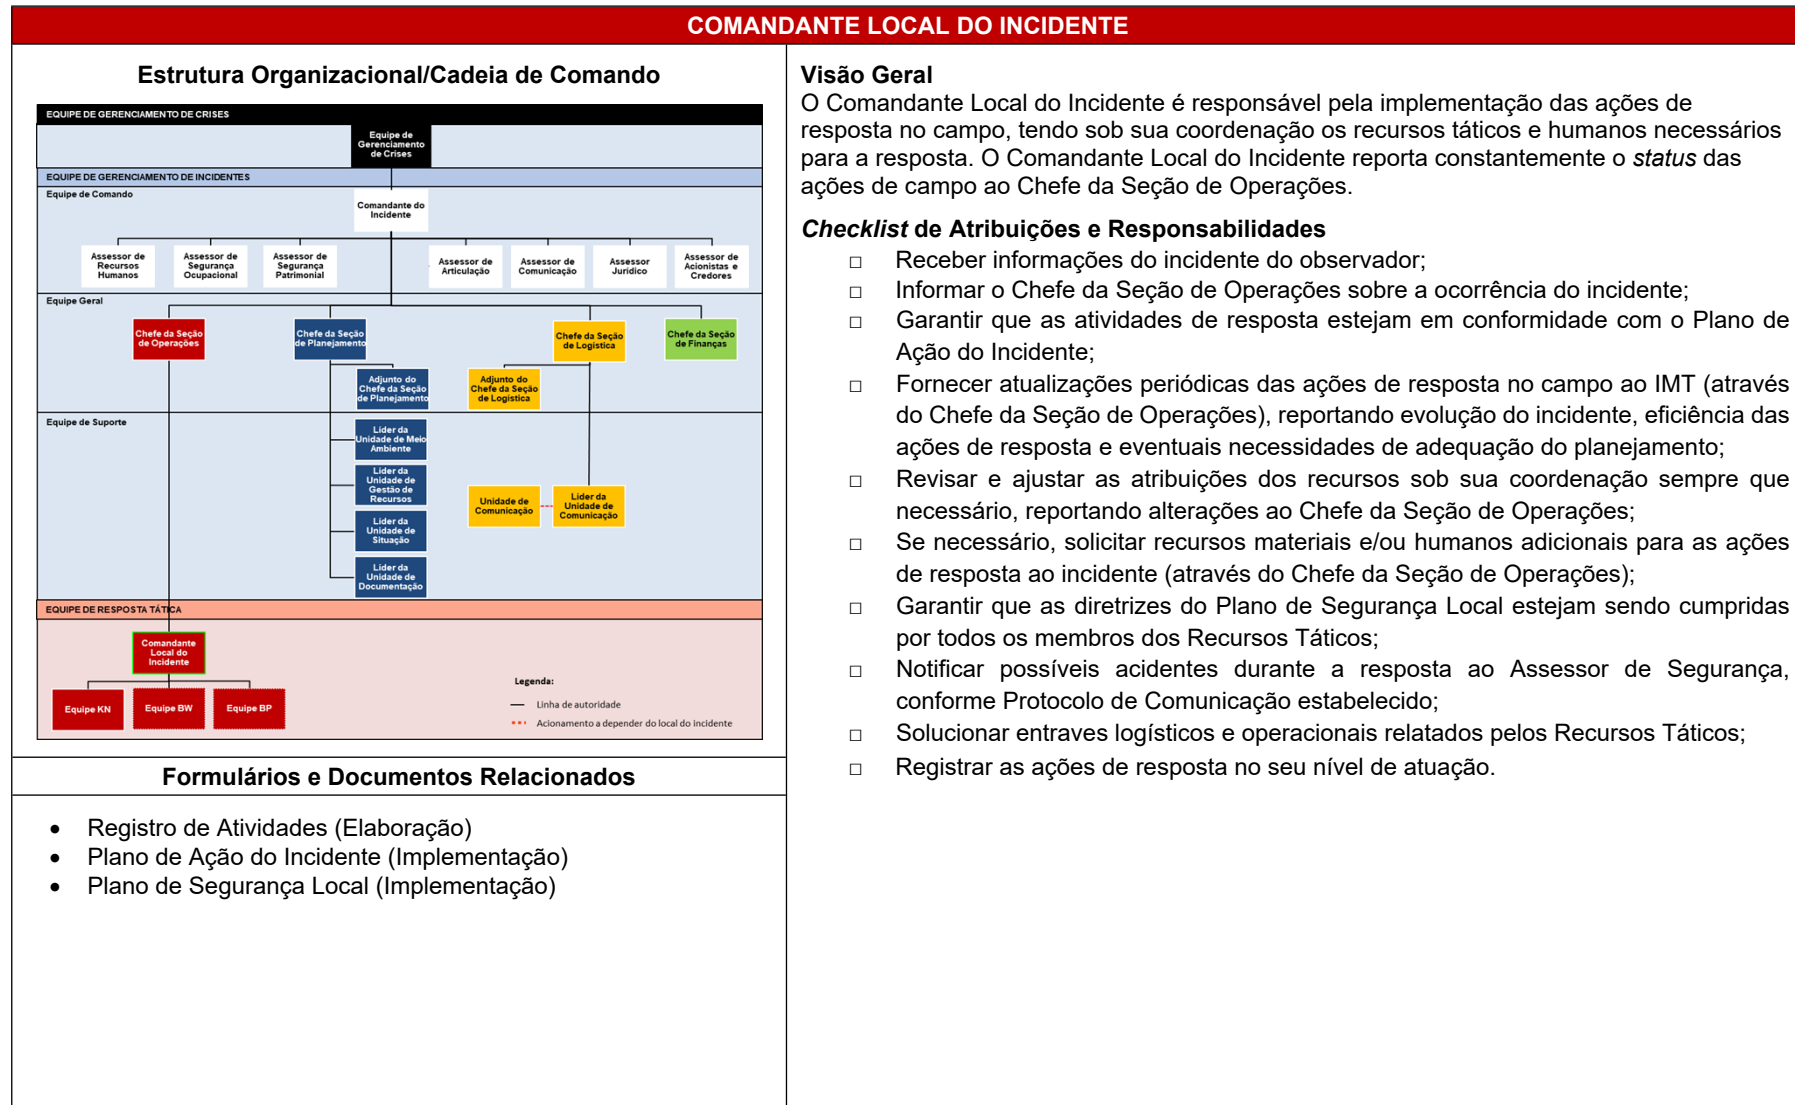 COMANDANTE LOCAL DO INCIDENTE
Estrutura Organizacional/Cadeia de Comando
EQUIPE DE GERENCIAMENTO DE CRISES
Equipe de
Gerenciamento
de Crises
EQUIPE DE GERENCIAMENTO DE INCIDENTES
Equipe de Comando
Comandante do
Incidente
Assessor de
Recursos
Humanos
Assessor de
Segurança
Ocupacional
Assessor de
Segurança
Patrimonial
Assessor de
Articulação
Assessor de
Comunicação
Assessor
Jurídico
Assessor de
Acionistas e
Credores
Equipe Geral
Chefe da Seção
de Operações
Chefe da Seção
de Planejamento
Chefe da Seção
de Logística
Chefe da Seção
de Finanças
Adjunto do
Chefe da Seção
de Planejamento
Adjunto do
Chefe da Seção
de Logística
Equipe de Suporte
Líder da
Unidade de Meio
Ambiente
Líder da
Unidade de
Gestão de
Recursos
Unidade de
Comunicação
Líder da
Unidade de
Comunicação
Líder da
Unidade de
Situação
Líder da
Unidade de
Documentação
EQUIPE DE RESPOSTA TÁTICA
Comandante
Local do
Incidente
Equipe KN
Equipe BW
Equipe BP
Legenda:
Linha de autoridade
Acionamento a depender do local do incidente
Formulários e Documentos Relacionados
• Registro de Atividades (Elaboração)
• Plano de Ação do Incidente (Implementação)
• Plano de Segurança Local (Implementação)
Visão Geral
O Comandante Local do Incidente é responsável pela implementação das ações de
resposta no campo, tendo sob sua coordenação os recursos táticos e humanos necessários
para a resposta. O Comandante Local do Incidente reporta constantemente o status das
ações de campo ao Chefe da Seção de Operações.
Checklist de Atribuições e Responsabilidades
□ Receber informações do incidente do observador;
□ Informar o Chefe da Seção de Operações sobre a ocorrência do incidente;
□ Garantir que as atividades de resposta estejam em conformidade com o Plano de
Ação do Incidente;
□ Fornecer atualizações periódicas das ações de resposta no campo ao IMT (através
do Chefe da Seção de Operações), reportando evolução do incidente, eficiência das
ações de resposta e eventuais necessidades de adequação do planejamento;
□ Revisar e ajustar as atribuições dos recursos sob sua coordenação sempre que
necessário, reportando alterações ao Chefe da Seção de Operações;
□ Se necessário, solicitar recursos materiais e/ou humanos adicionais para as ações
de resposta ao incidente (através do Chefe da Seção de Operações);
□ Garantir que as diretrizes do Plano de Segurança Local estejam sendo cumpridas
por todos os membros dos Recursos Táticos;
□ Notificar possíveis acidentes durante a resposta ao Assessor de Segurança,
conforme Protocolo de Comunicação estabelecido;
□ Solucionar entraves logísticos e operacionais relatados pelos Recursos Táticos;
□ Registrar as ações de resposta no seu nível de atuação.